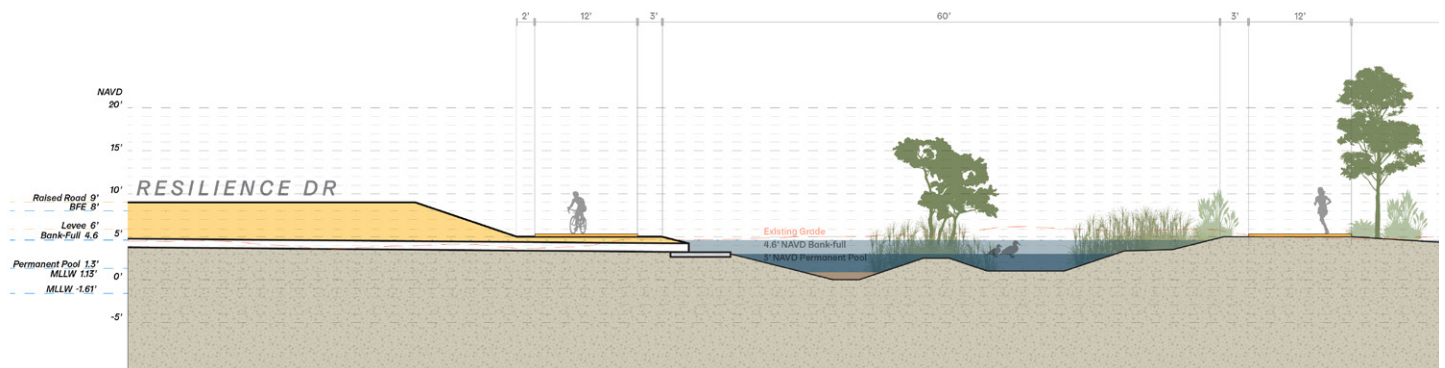 2' 12' 3' 60' 3' 12'
NAVD
20'
15'
10'
RESILIENCE DR
Raised Road 9'
BFE 8'
Levee 6'
5'
Bank-Full 4.6
Existing Grade
4.6' NAVD Bank-full
3' NAVD Permanent Pool
Permanent Pool 1.3'
MLLW 1.13'
0'
MLLW -1.61'
-5'